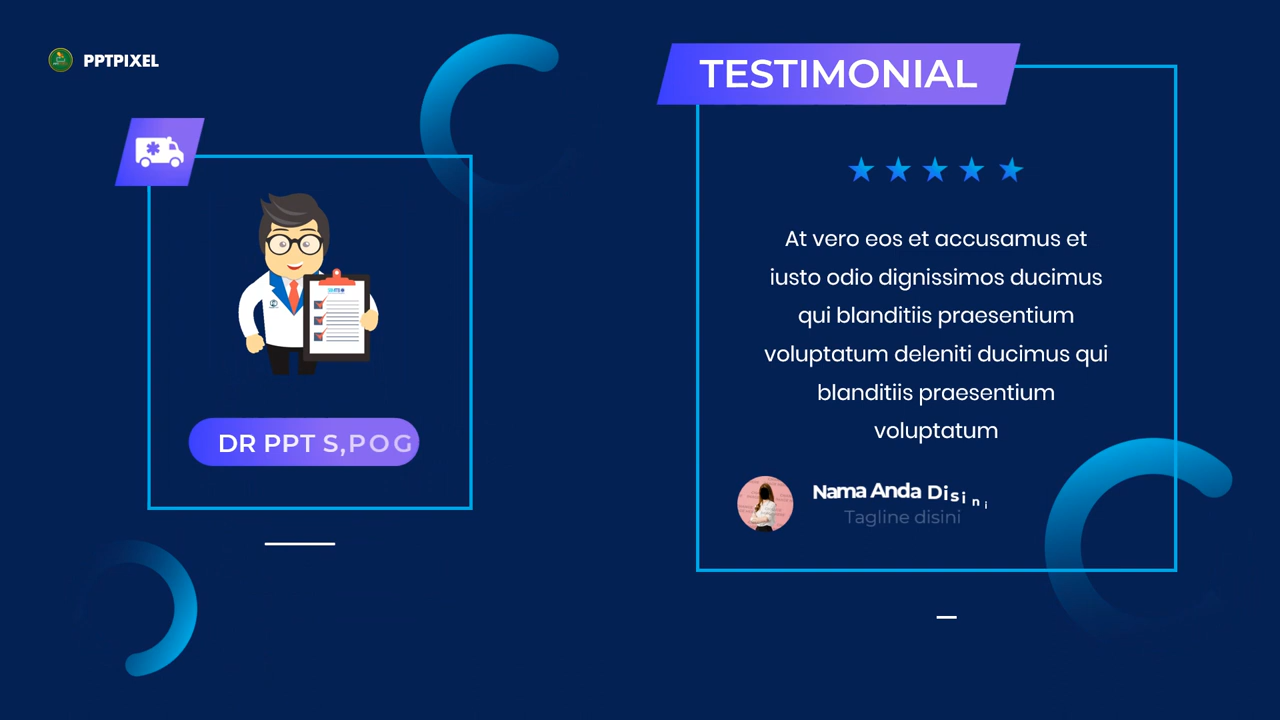 PPTPIXEL
DR PPT S,POG
TESTIMONIAL
At vero eos et accusamus et
iusto odio dignissimos ducimus
qui blanditiis praesentium
voluptatum deleniti ducimus qui
blanditiis praesentium
voluptatum
Nama Anda Disini
Tagline disini